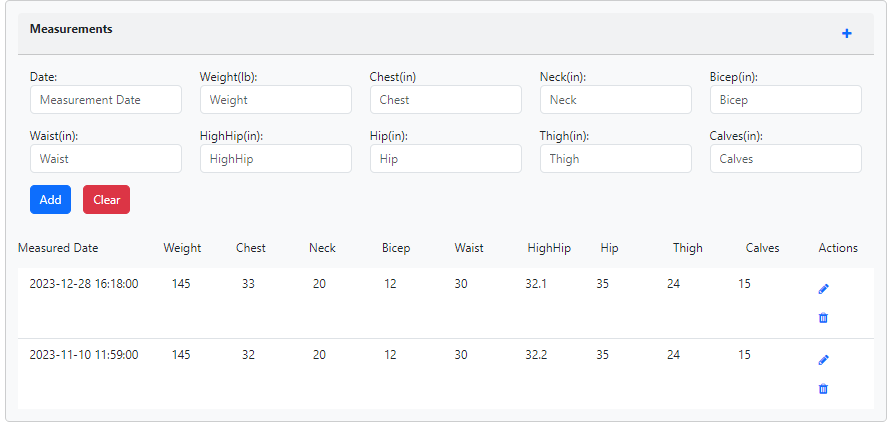 Measurements
Date: Weight(lb): Chest(in) Neck(in): Bicep(in):
Measurement Date Weight Chest Neck Bicep
Waist(in): HighHip(in): Hip(in): Thigh(in): Calves(in):
Waist HighHip Hip Thigh Calves
Add Clear
Measured Date Weight Chest Neck Bicep Waist HighHip Hip Thigh Calves Actions
2023-12-28 16:18:00 145 33 20 12 30 32.1 35 24 15
2023-11-10 11:59:00 145 32 20 12 30 32.2 35 24 15